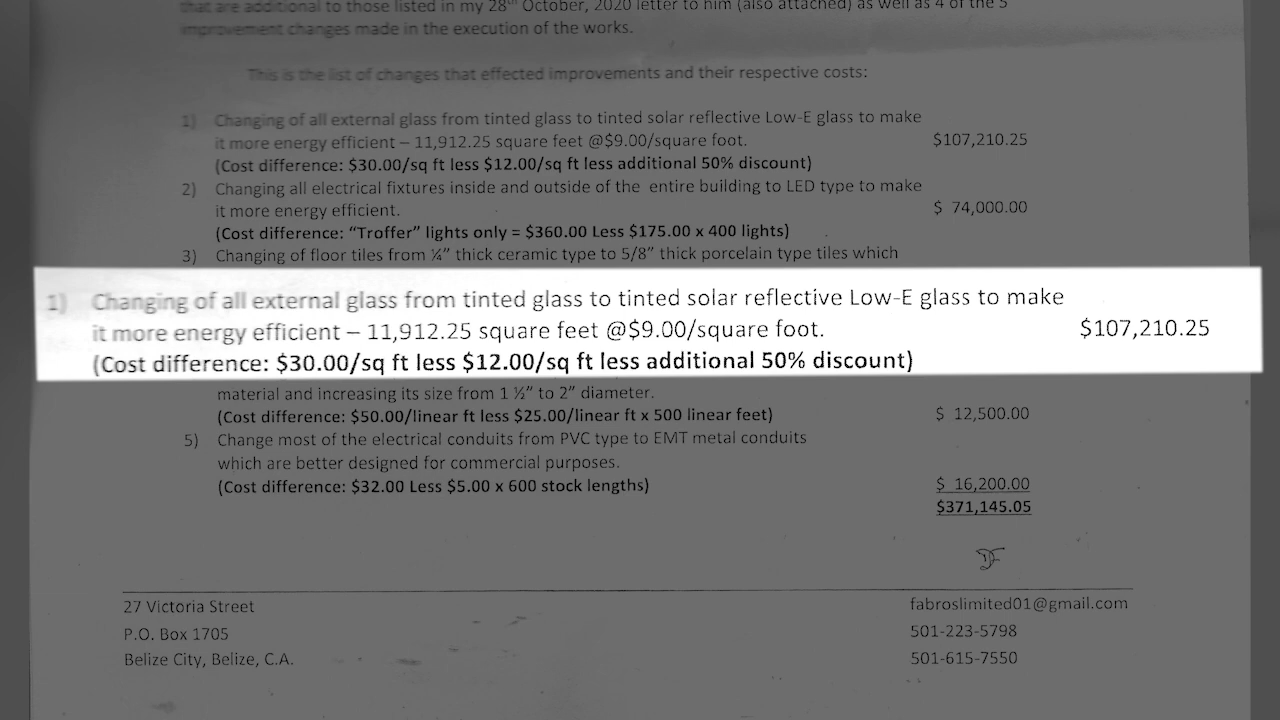 that are additional to those listed in my 28th October, 2020 letter to him (also attached) as well as 4 of the 5
improvement changes made in the execution of the works.
This is the list of changes that effected improvements and their respective costs:
1) Changing of all external glass from tinted glass to tinted solar reflective Low-E glass to make
it more energy efficient – 11,912.25 square feet @$9.00/square foot. $107,210.25
(Cost difference: $30.00/sq ft less $12.00/sq ft less additional 50% discount)
2) Changing all electrical fixtures inside and outside of the entire building to LED type to make
it more energy efficient. $ 74,000.00
(Cost difference: “Troffer” lights only = $360.00 Less $175.00 x 400 lights)
3) Changing of floor tiles from ¼” thick ceramic type to 5/8” thick porcelain type tiles which
1) Changing of all external glass from tinted glass to tinted solar reflective Low-E glass to make
it more energy efficient – 11,912.25 square feet @$9.00/square foot. $107,210.25
(Cost difference: $30.00/sq ft less $12.00/sq ft less additional 50% discount)
material and increasing its size from 1 ½” to 2” diameter.
(Cost difference: $50.00/linear ft less $25.00/linear ft x 500 linear feet) $ 12,500.00
5) Change most of the electrical conduits from PVC type to EMT metal conduits
which are better designed for commercial purposes.
(Cost difference: $32.00 Less $5.00 x 600 stock lengths) $ 16,200.00
$371,145.05
DF
27 Victoria Street fabroslimited01@gmail.com
P.O. Box 1705 501-223-5798
Belize City, Belize, C.A. 501-615-7550